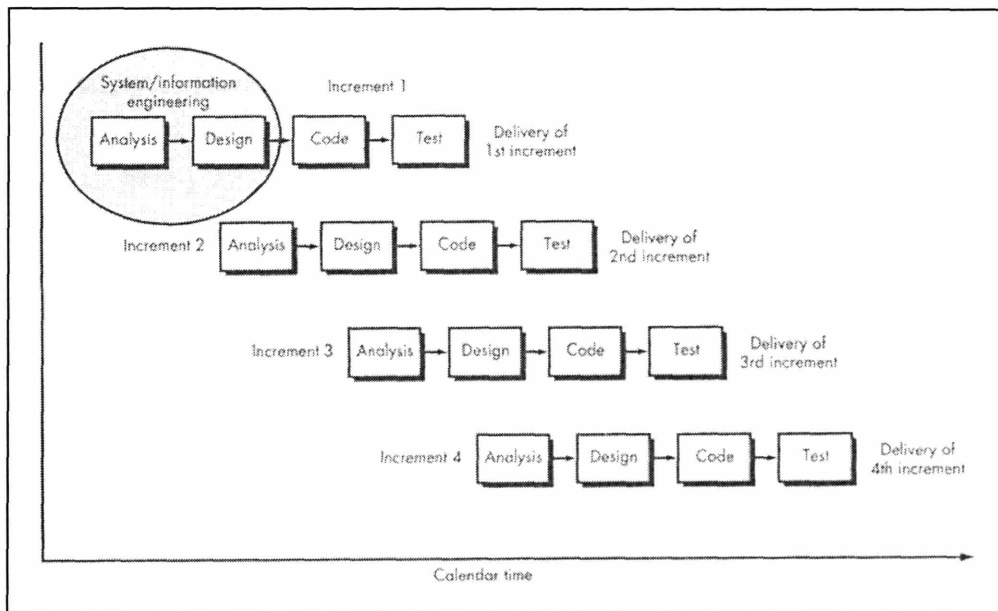 System/information
engineering
Increment 1
Analysis
Design
Code
Test
Delivery of
1st increment
Increment 2
Analysis
Design
Code
Test
Delivery of
2nd increment
Increment 3
Analysis
Design
Code
Test
Delivery of
3rd increment
Increment 4
Analysis
Design
Code
Test
Delivery of
4th increment
Calendar time